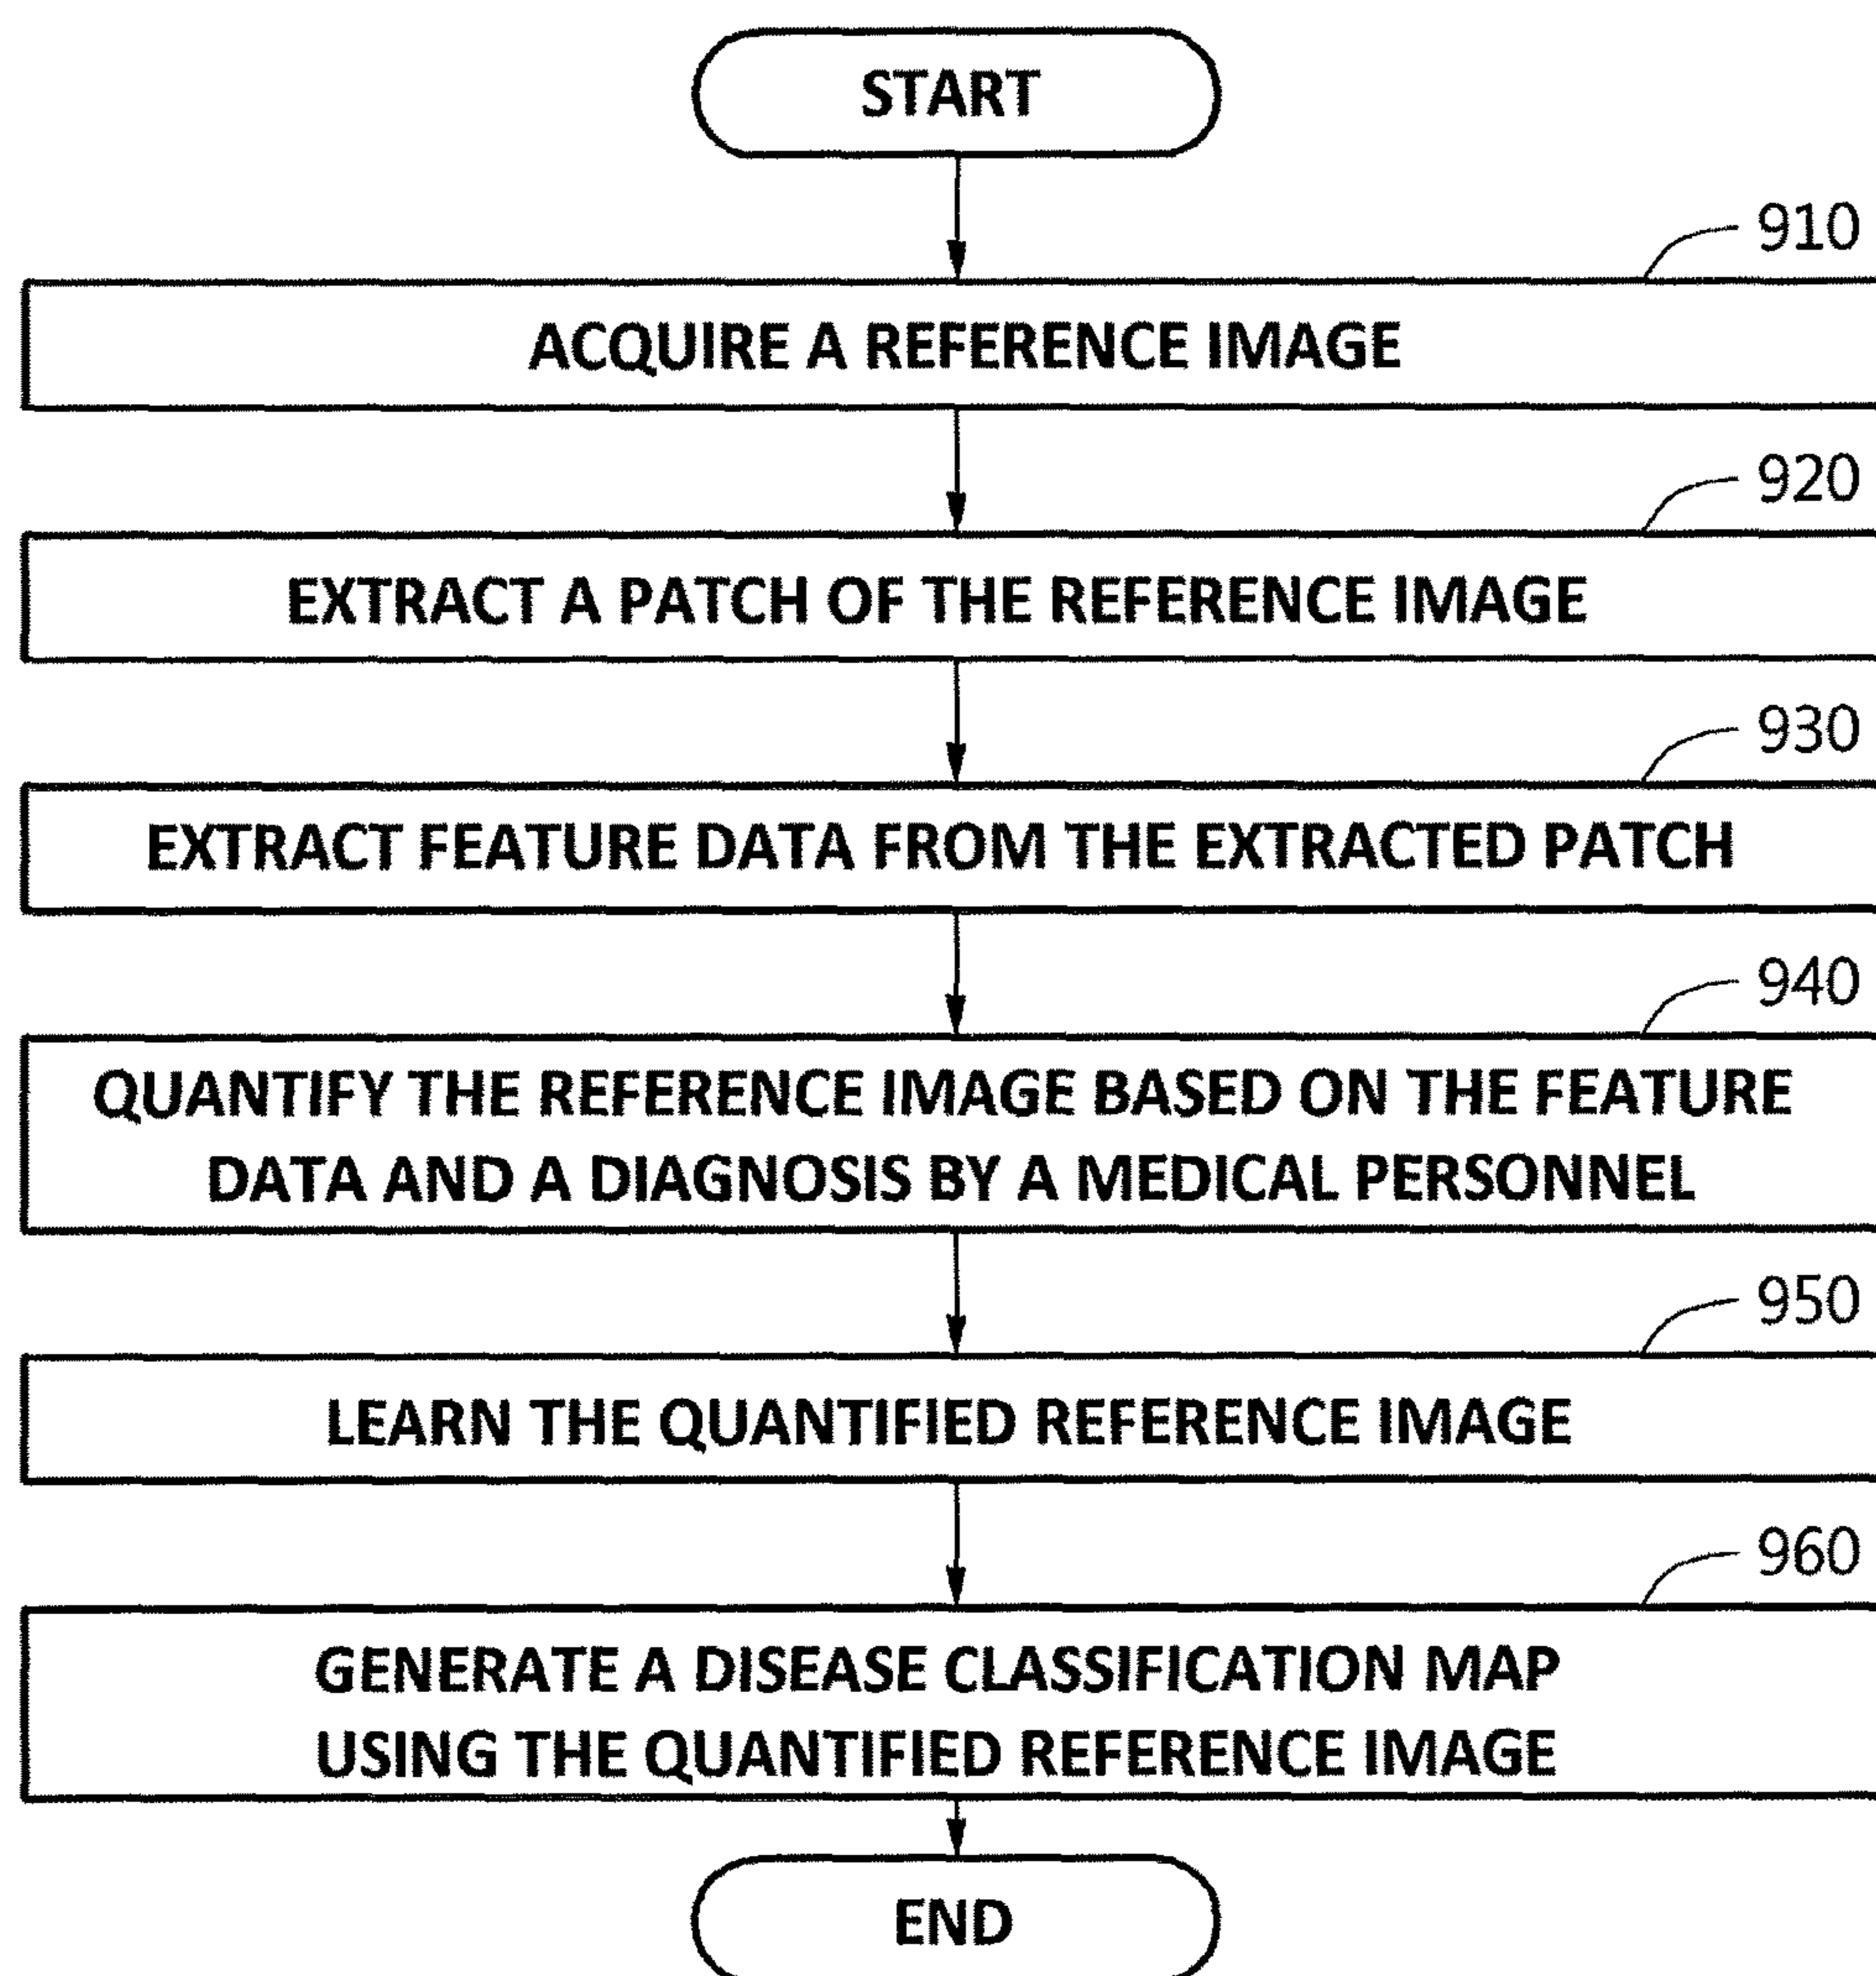 START
910
ACQUIRE A REFERENCE IMAGE
920
EXTRACT A PATCH OF THE REFERENCE IMAGE
930
EXTRACT FEATURE DATA FROM THE EXTRACTED PATCH
940
QUANTIFY THE REFERENCE IMAGE BASED ON THE FEATURE
DATA AND A DIAGNOSIS BY A MEDICAL PERSONNEL
950
LEARN THE QUANTIFIED REFERENCE IMAGE
960
GENERATE A DISEASE CLASSIFICATION MAP
USING THE QUANTIFIED REFERENCE IMAGE
END